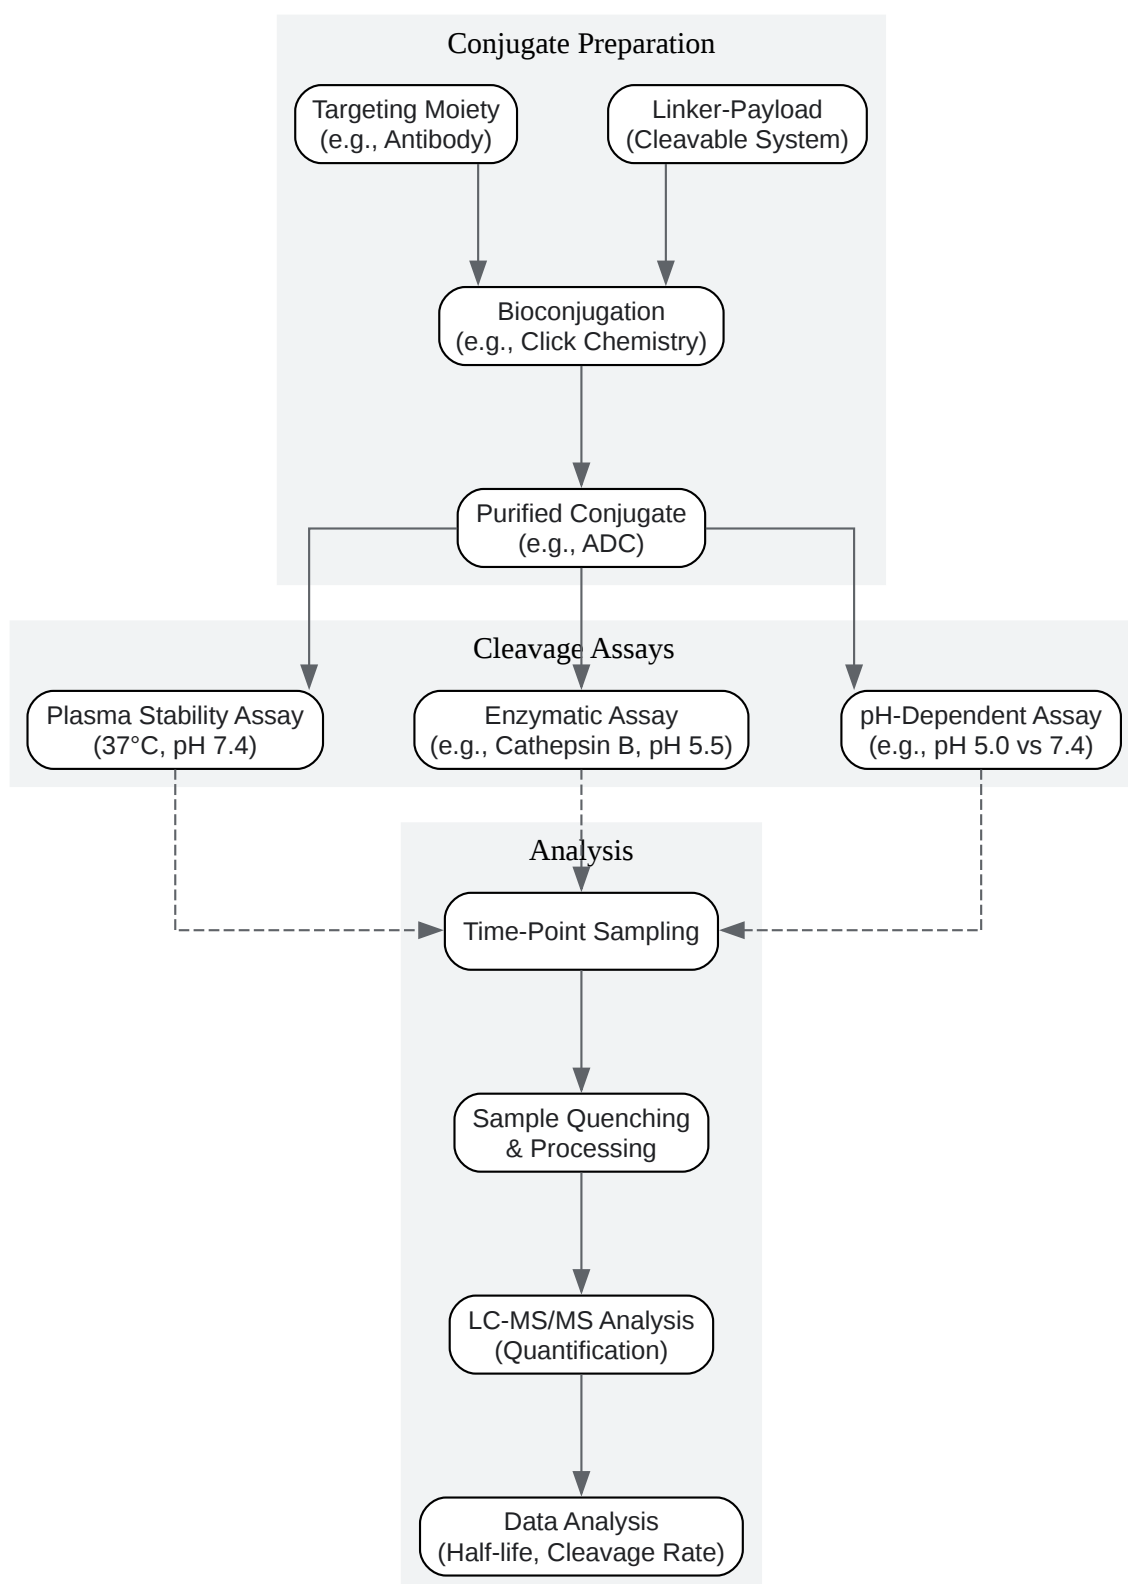 Conjugate Preparation
Targeting Moiety
(e.g., Antibody)
Linker-Payload
(Cleavable System)
Bioconjugation
(e.g., Click Chemistry)
Purified Conjugate
(e.g., ADC)
Cleavage Assays
Plasma Stability Assay
(37°C, pH 7.4)
Enzymatic Assay
(e.g., Cathepsin B, pH 5.5)
pH-Dependent Assay
(e.g., pH 5.0 vs 7.4)
Analysis
Time-Point Sampling
Sample Quenching
& Processing
LC-MS/MS Analysis
(Quantification)
Data Analysis
(Half-life, Cleavage Rate)